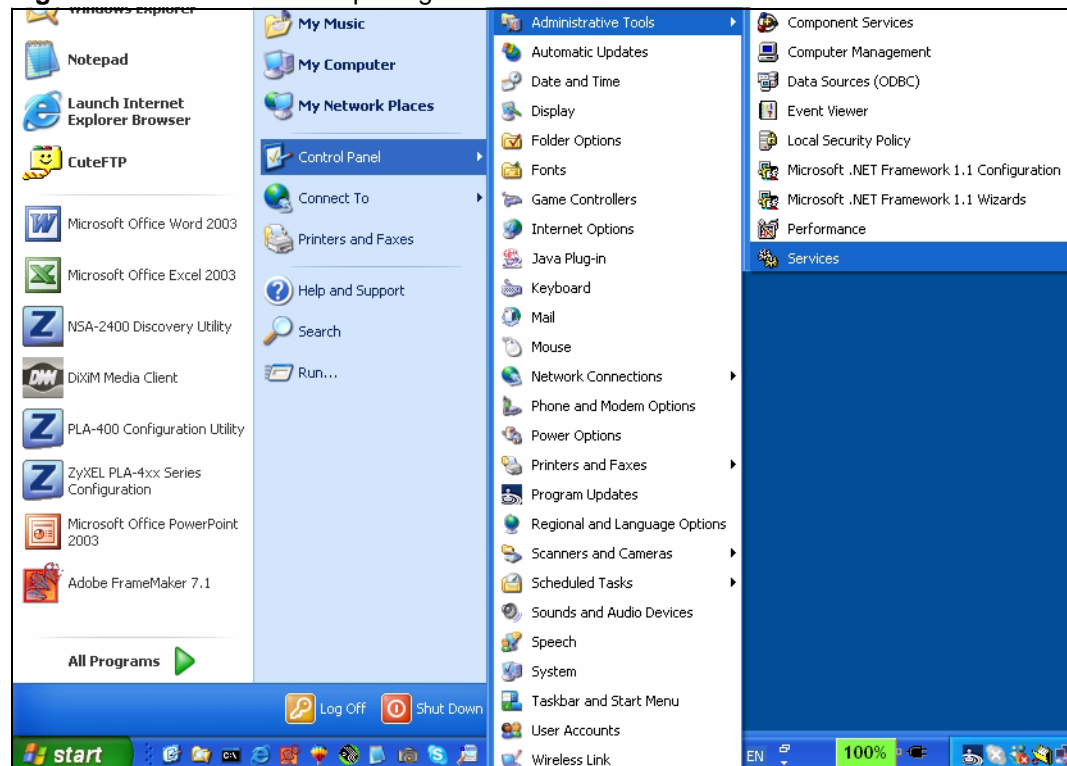 Windows Explorer
Notepad
Launch Internet
Explorer Browser
CuteFTP
Microsoft Office Word 2003
Microsoft Office Excel 2003
NSA-2400 Discovery Utility
DiXiM Media Client
PLA-400 Configuration Utility
ZyXEL PLA-4xx Series
Configuration
Microsoft Office PowerPoint
2003
Adobe FrameMaker 7.1
All Programs
My Music
My Computer
My Network Places
Control Panel
Connect To
Printers and Faxes
Help and Support
Search
Run...
Log Off
Shut Down
Administrative Tools
Automatic Updates
Date and Time
Display
Folder Options
Fonts
Game Controllers
Internet Options
Java Plug-in
Keyboard
Mail
Mouse
Network Connections
Phone and Modem Options
Power Options
Printers and Faxes
Program Updates
Regional and Language Options
Scanners and Cameras
Scheduled Tasks
Sounds and Audio Devices
Speech
System
Taskbar and Start Menu
User Accounts
Wireless Link
Component Services
Computer Management
Data Sources (ODBC)
Event Viewer
Local Security Policy
Microsoft .NET Framework 1.1 Configuration
Microsoft .NET Framework 1.1 Wizards
Performance
Services
start
EN
100%